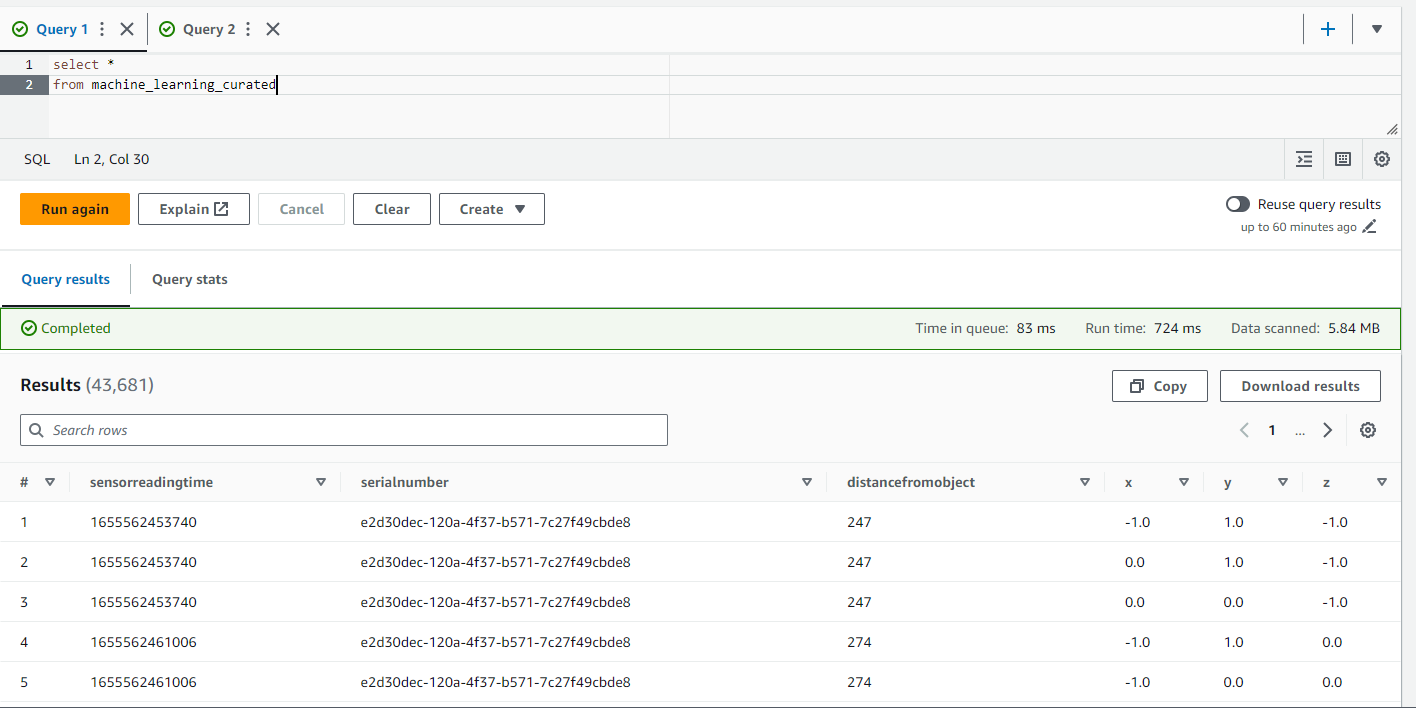 Query 1 Query 2
1 select *
2 from machine_learning_curated
SQL Ln 2, Col 30
Run again Explain Cancel Clear Create Reuse query results
up to 60 minutes ago
Query results Query stats
Completed Time in queue: 83 ms Run time: 724 ms Data scanned: 5.84 MB
Results (43,681) Copy Download results
Search rows 1 ...
# sensorreadingtime serialnumber distancefromobject x y z
1 1655562453740 e2d30dec-120a-4f37-b571-7c27f49cbde8 247 -1.0 1.0 -1.0
2 1655562453740 e2d30dec-120a-4f37-b571-7c27f49cbde8 247 0.0 1.0 -1.0
3 1655562453740 e2d30dec-120a-4f37-b571-7c27f49cbde8 247 0.0 0.0 -1.0
4 1655562461006 e2d30dec-120a-4f37-b571-7c27f49cbde8 274 -1.0 1.0 0.0
5 1655562461006 e2d30dec-120a-4f37-b571-7c27f49cbde8 274 -1.0 0.0 0.0